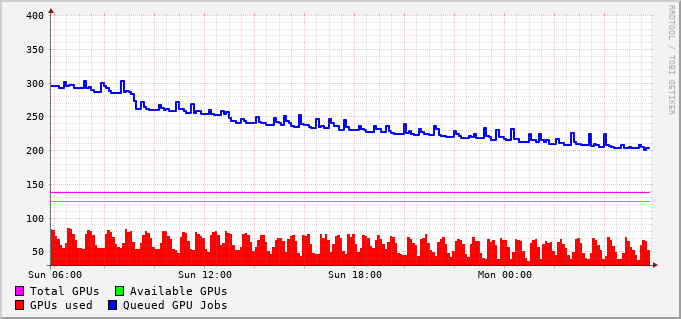 400
350
300
250
200
150
100
50
Sun 06:00 Sun 12:00 Sun 18:00 Mon 00:00
Total GPUs Available GPUs
GPUs used Queued GPU Jobs
RRDTOOL / TOBI OETIKER